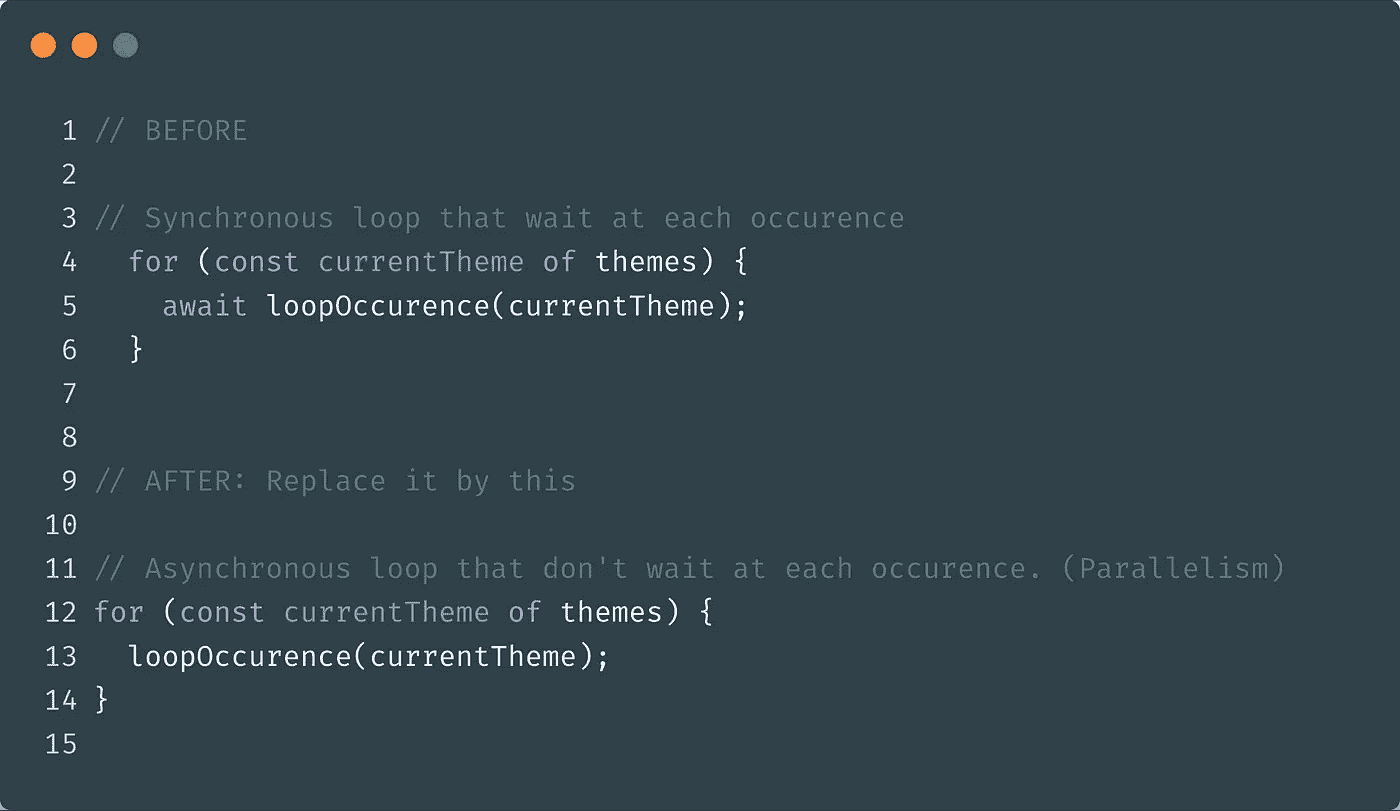 1 // BEFORE
2
3 // Synchronous loop that wait at each occurence
4   for (const currentTheme of themes) {
5     await loopOccurence(currentTheme);
6   }
7
8
9 // AFTER: Replace it by this
10
11 // Asynchronous loop that don't wait at each occurence. (Parallelism)
12 for (const currentTheme of themes) {
13   loopOccurence(currentTheme);
14 }
15